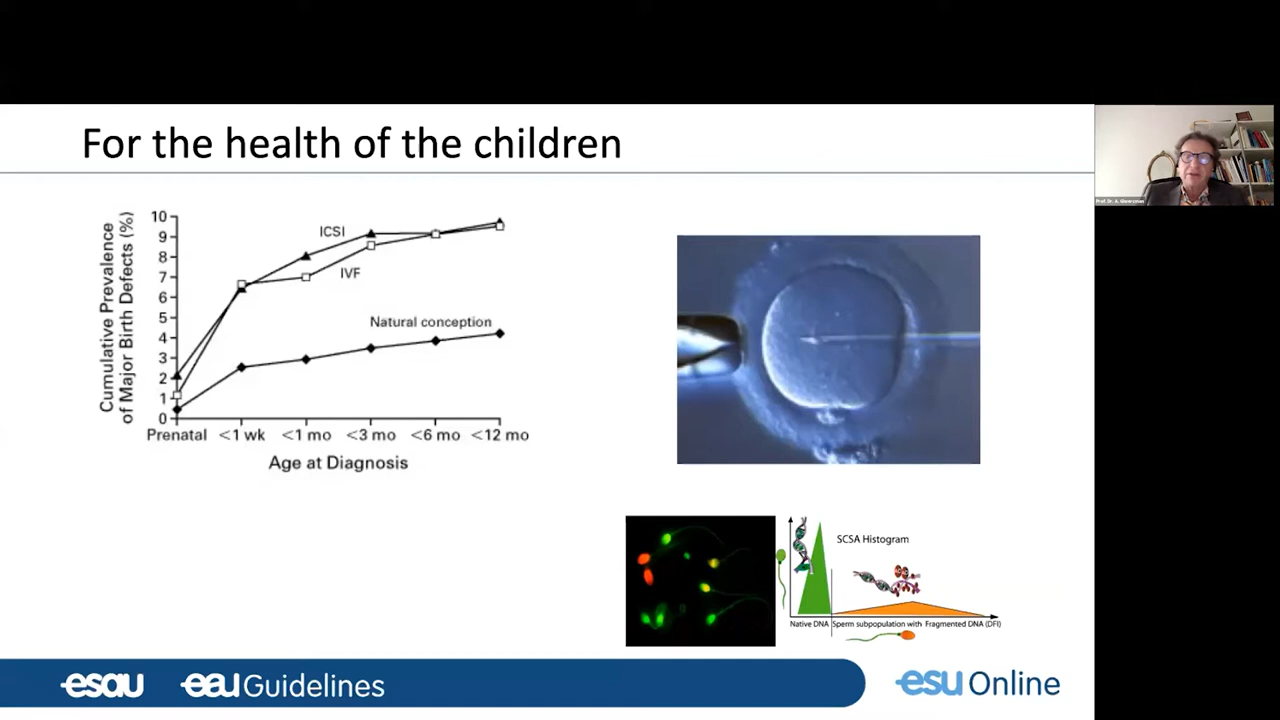 For the health of the children
Prof. Dr. A.
10
9
8
7
6
5
4
3
2
1
0
Cumulative Prevalence
of Major Birth Defects (%)
ICSI
IVF
Natural conception
Prenatal <1 wk <1 mo <3 mo <6 mo <12 mo
Age at Diagnosis
SCSA Histogram
Native DNA Sperm subpopulation with Fragmented DNA (DFI)
esau eau Guidelines
esu Online